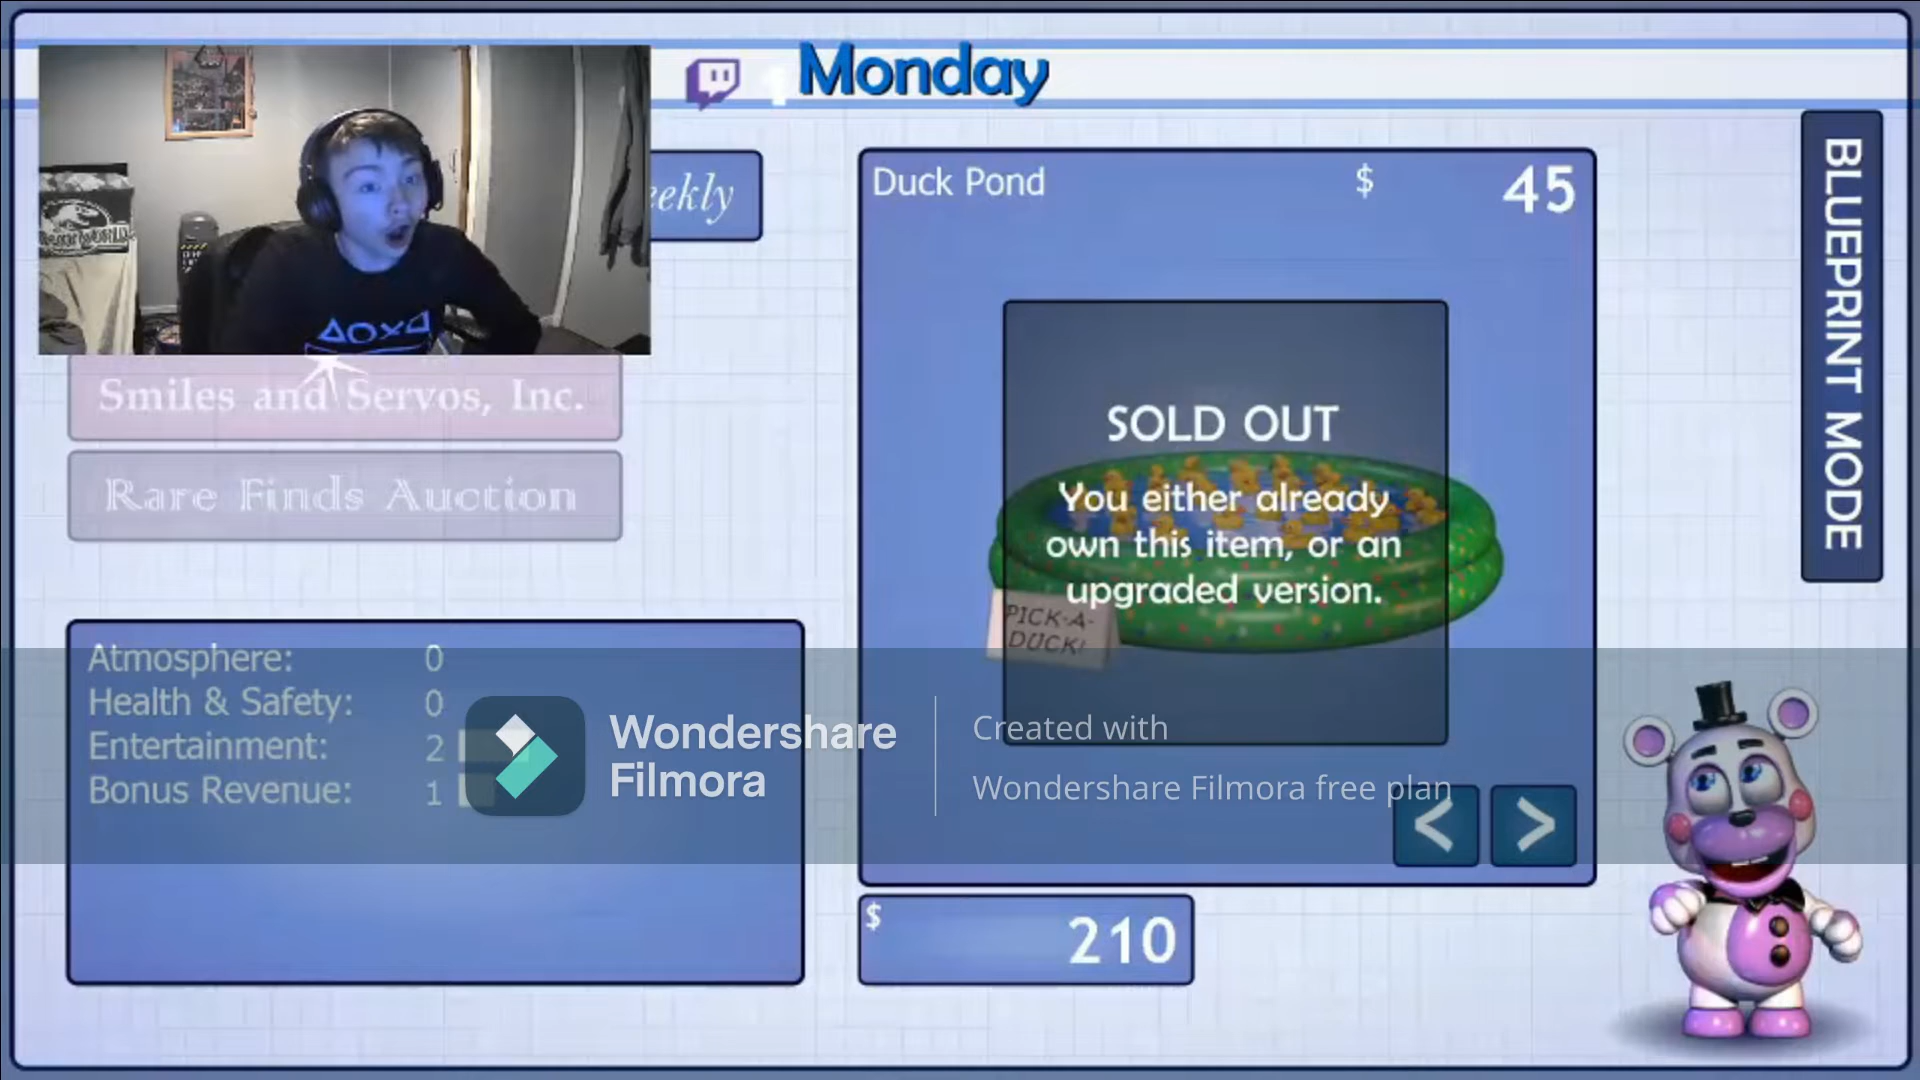 Monday
eekly
Duck Pond
$
45
BLUEPRINT MODE
Smiles and Servos, Inc.
Rare Finds Auction
SOLD OUT
You either already
own this item, or an
upgraded version.
PICK-A-
DUCK!
Atmosphere: 0
Health & Safety: 0
Entertainment: 2
Bonus Revenue: 1
Wondershare
Filmora
Created with
Wondershare Filmora free plan
<
>
$
210